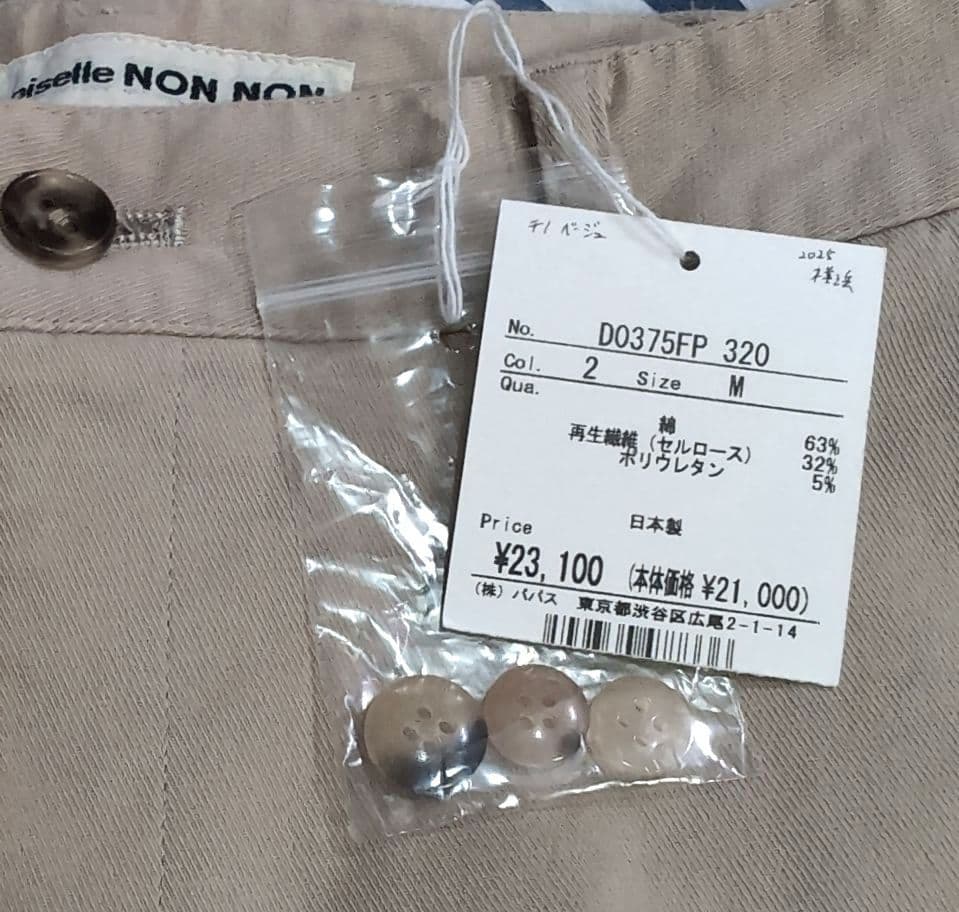 oiselle NON NON
チノ ベージュ
2025
No. D0375FP 320
Col. 2 Size M
Qua.
綿 63%
再生繊維(セルロース) 32%
ポリウレタン 5%
Price 日本製
¥23,100 (本体価格 ¥21,000)
(株)パパス 東京都渋谷区広尾2-1-14